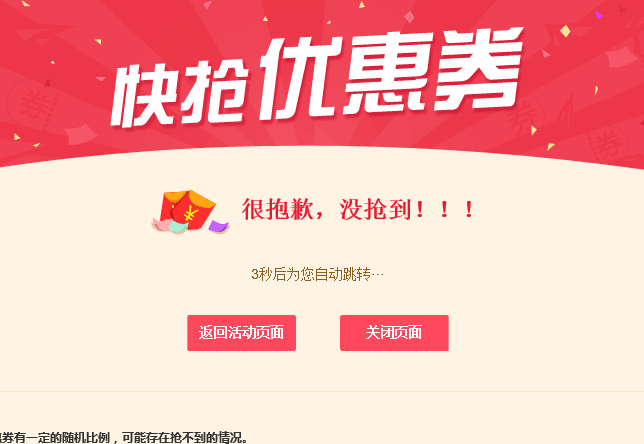 快抢优惠券
很抱歉，没抢到！！！
3秒后为您自动跳转···
返回活动页面
关闭页面
券有一定的随机比例，可能存在抢不到的情况。